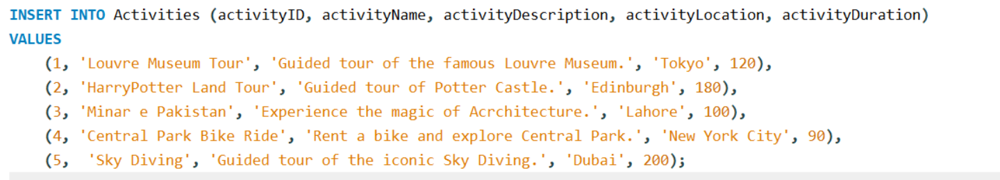 INSERT INTO Activities (activityID, activityName, activityDescription, activityLocation, activityDuration)
VALUES
(1, 'Louvre Museum Tour', 'Guided tour of the famous Louvre Museum.', 'Tokyo', 120),
(2, 'HarryPotter Land Tour', 'Guided tour of Potter Castle.', 'Edinburgh', 180),
(3, 'Minar e Pakistan', 'Experience the magic of Acrchitecture.', 'Lahore', 100),
(4, 'Central Park Bike Ride', 'Rent a bike and explore Central Park.', 'New York City', 90),
(5,  'Sky Diving', 'Guided tour of the iconic Sky Diving.', 'Dubai', 200);